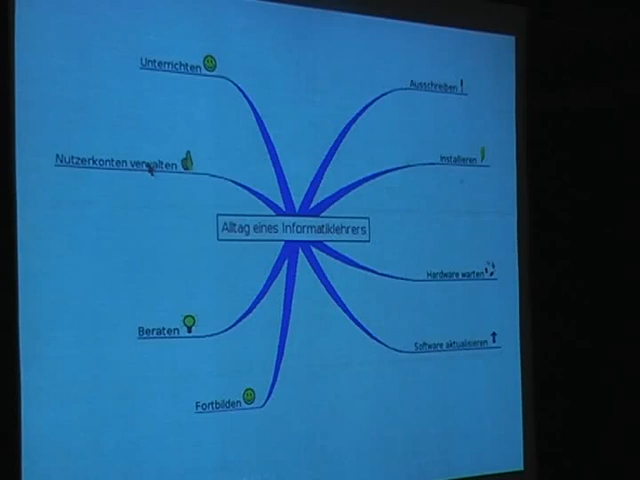 Unterrichten
Ausschreiben
Nutzerkonten verwalten
Installieren
Alltag eines Informatiklehrers
Hardware warten
Beraten
Software aktualisieren
Fortbilden